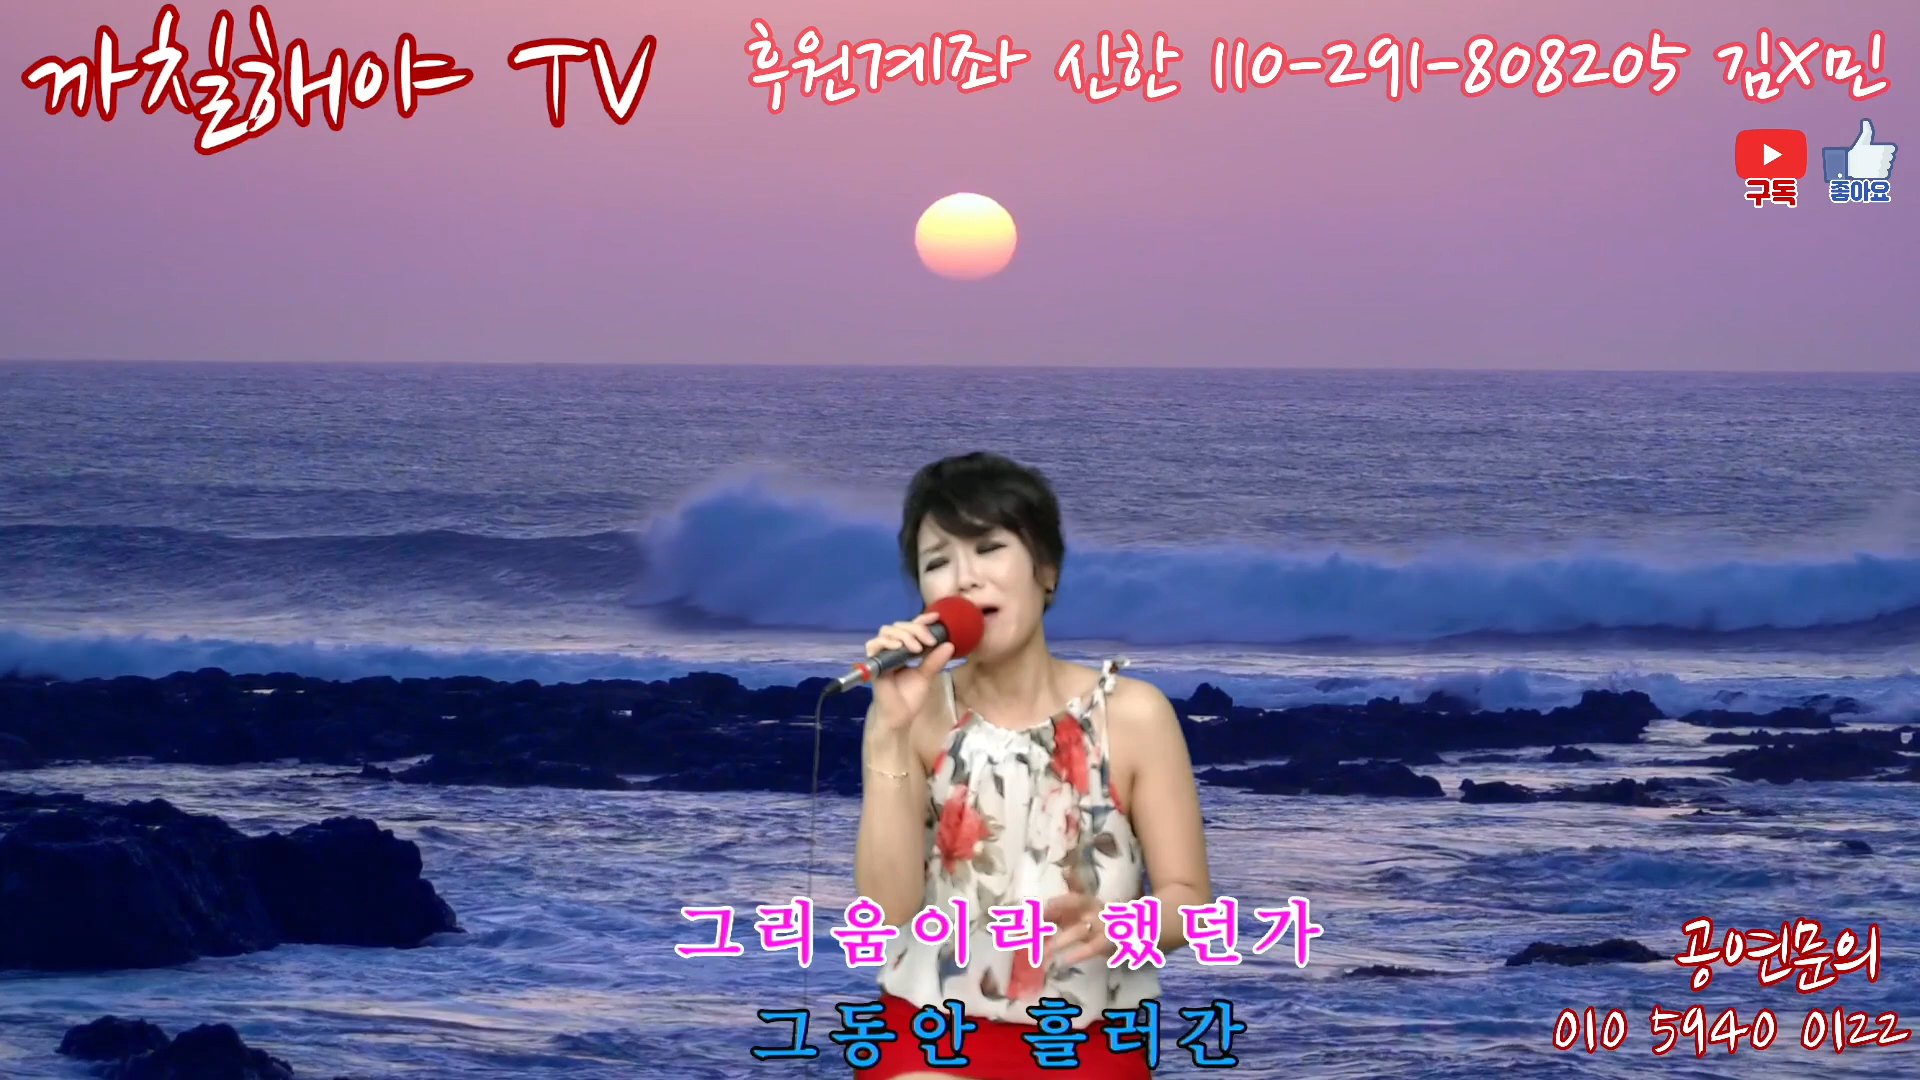 까칠해야 TV
후원계좌 신한 110-291-808205 김X민
구독
좋아요
그리움이라 했던가
그동안 흘러간
공연문의
010 5940 0122